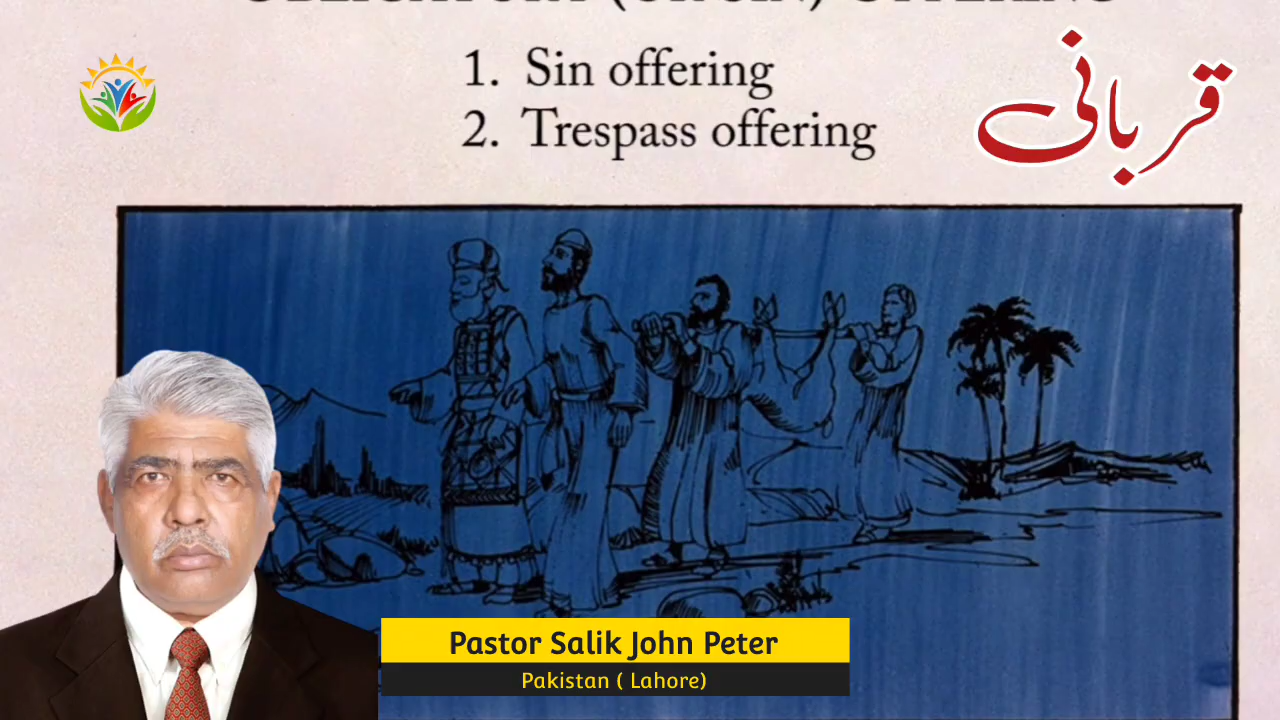 1. Sin offering
2. Trespass offering
قربانی
Pastor Salik John Peter
Pakistan ( Lahore)